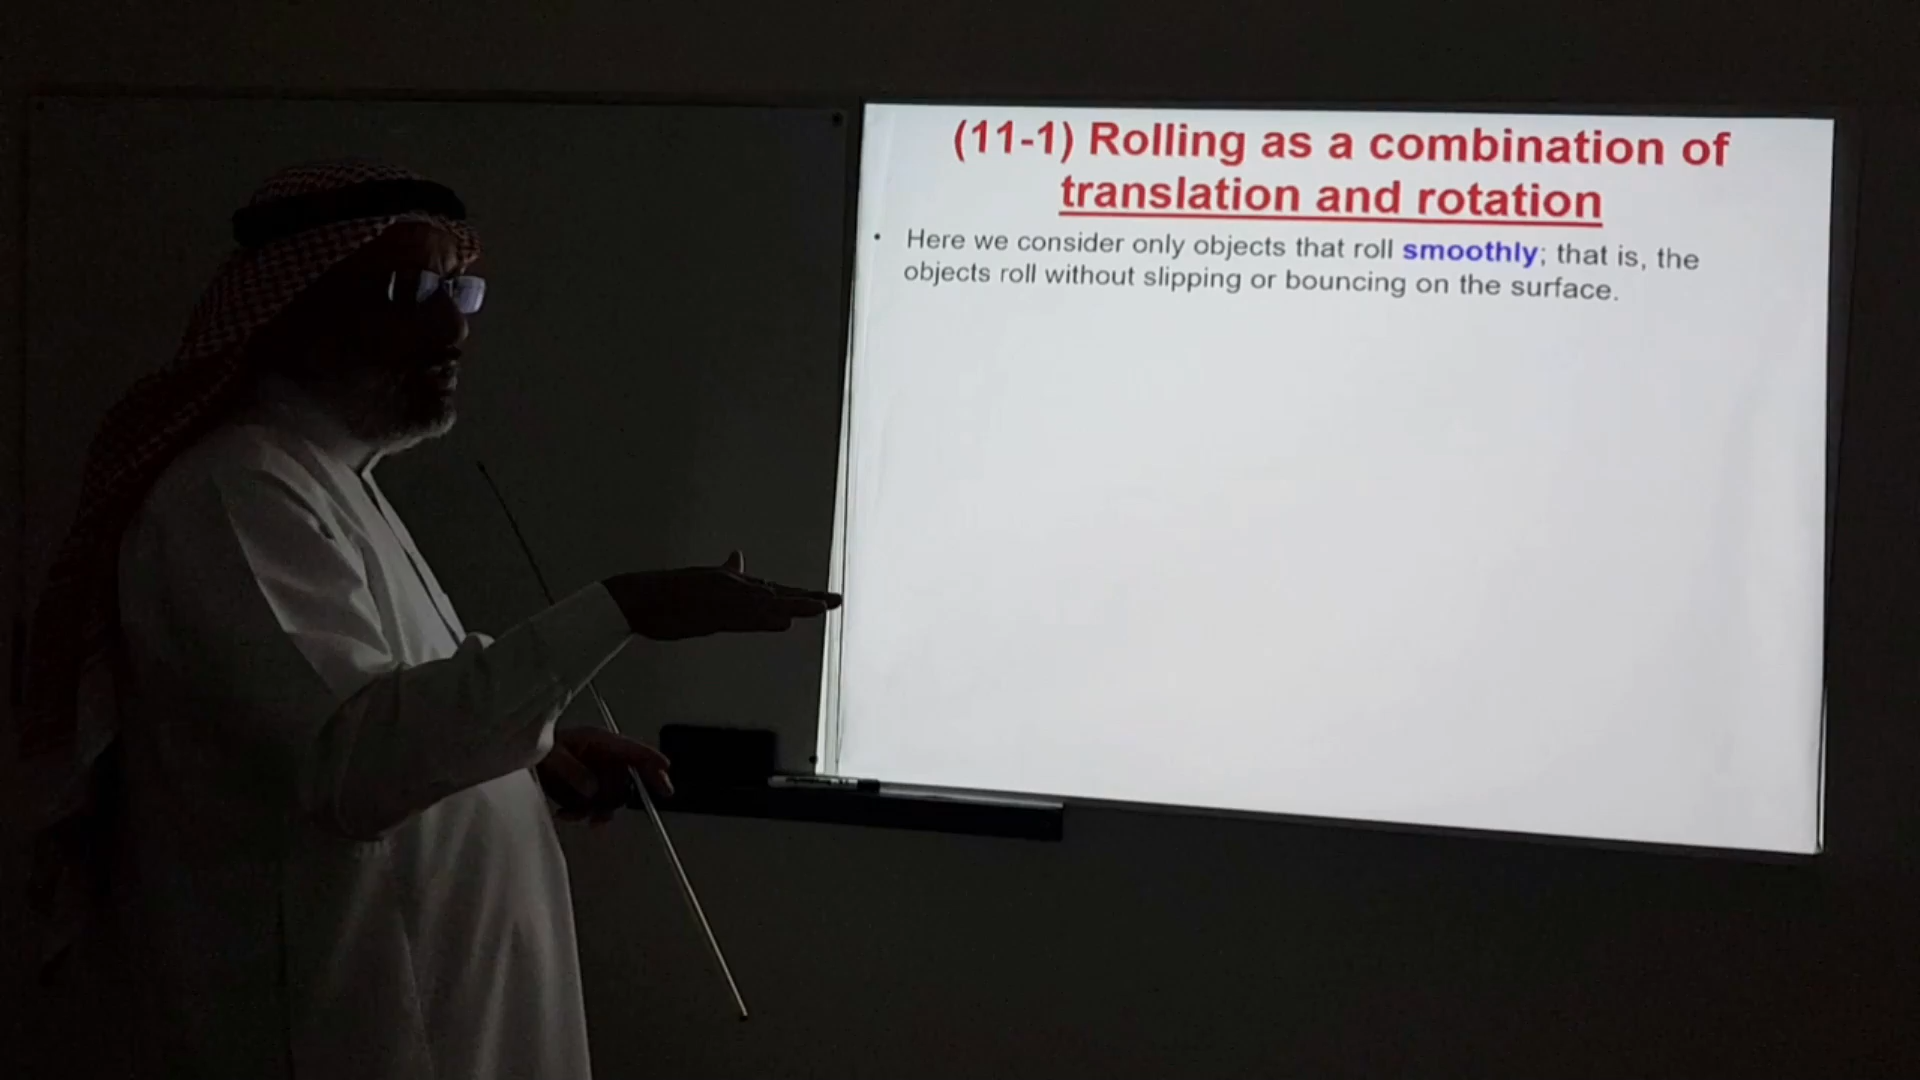 (11-1) Rolling as a combination of
translation and rotation
• Here we consider only objects that roll smoothly; that is, the
objects roll without slipping or bouncing on the surface.